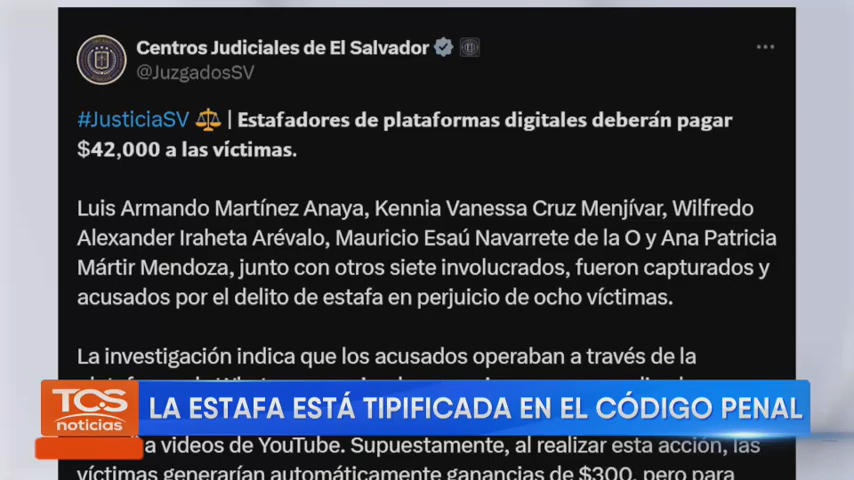 Centros Judiciales de El Salvador
@JuzgadosSV
#JusticiaSV ⚖️ | Estafadores de plataformas digitales deberán pagar
$42,000 a las víctimas.
Luis Armando Martínez Anaya, Kennia Vanessa Cruz Menjívar, Wilfredo
Alexander Iraheta Arévalo, Mauricio Esaú Navarrete de la O y Ana Patricia
Mártir Mendoza, junto con otros siete involucrados, fueron capturados y
acusados por el delito de estafa en perjuicio de ocho víctimas.
La investigación indica que los acusados operaban a través de la
TCS
noticias
LA ESTAFA ESTÁ TIPIFICADA EN EL CÓDIGO PENAL
a videos de YouTube. Supuestamente, al realizar esta acción, las
víctimas generarían automáticamente ganancias de $300, pero para